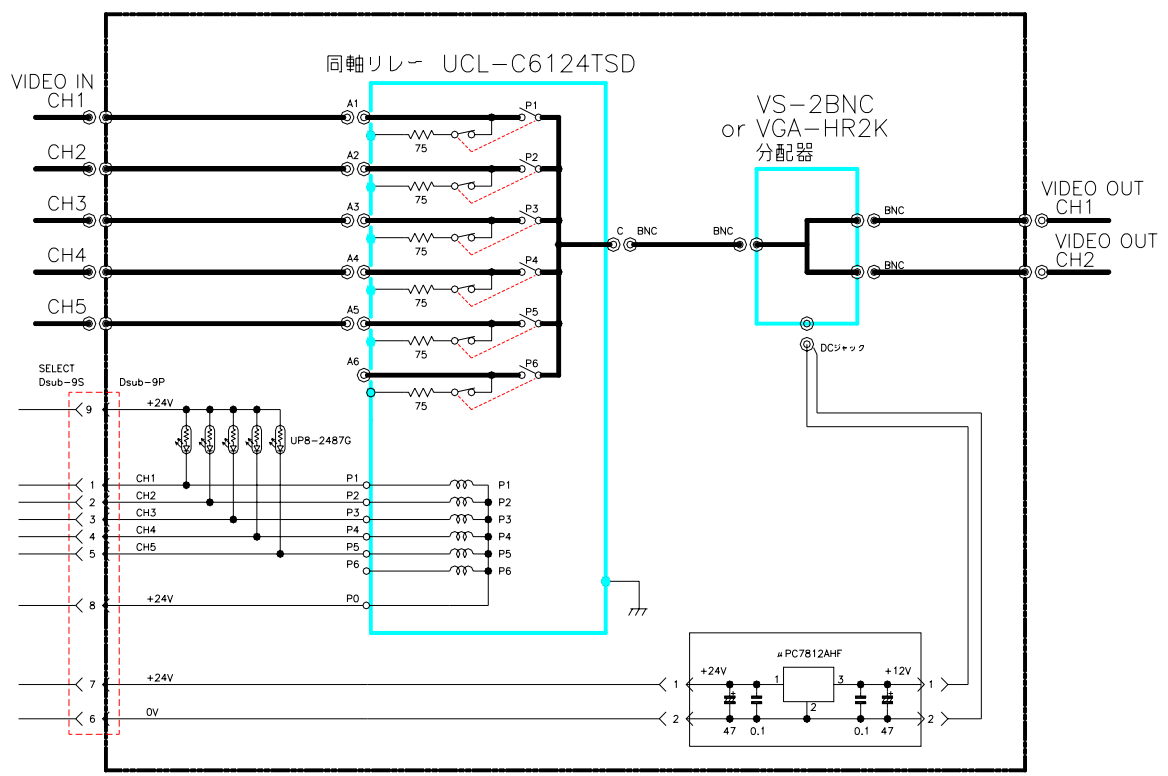 同軸リレー UCL-C6124TSD
VIDEO IN
CH1
CH2
CH3
CH4
CH5
A1
A2
A3
A4
A5
A6
P1
75
P2
75
P3
75
P4
75
P5
75
P6
75
C
BNC
BNC
VS-2BNC
or VGA-HR2K
分配器
BNC
BNC
VIDEO OUT
CH1
VIDEO OUT
CH2
DCジャック
SELECT
Dsub-9S
Dsub-9P
9
+24V
UP8-2487G
1
CH1
P1
P1
2
CH2
P2
P2
3
CH3
P3
P3
4
CH4
P4
P4
5
CH5
P5
P5
P6
P6
8
+24V
P0
7
+24V
6
0V
μPC7812AHF
1
+24V
1
3
+12V
1
2
2
2
47
0.1
0.1
47